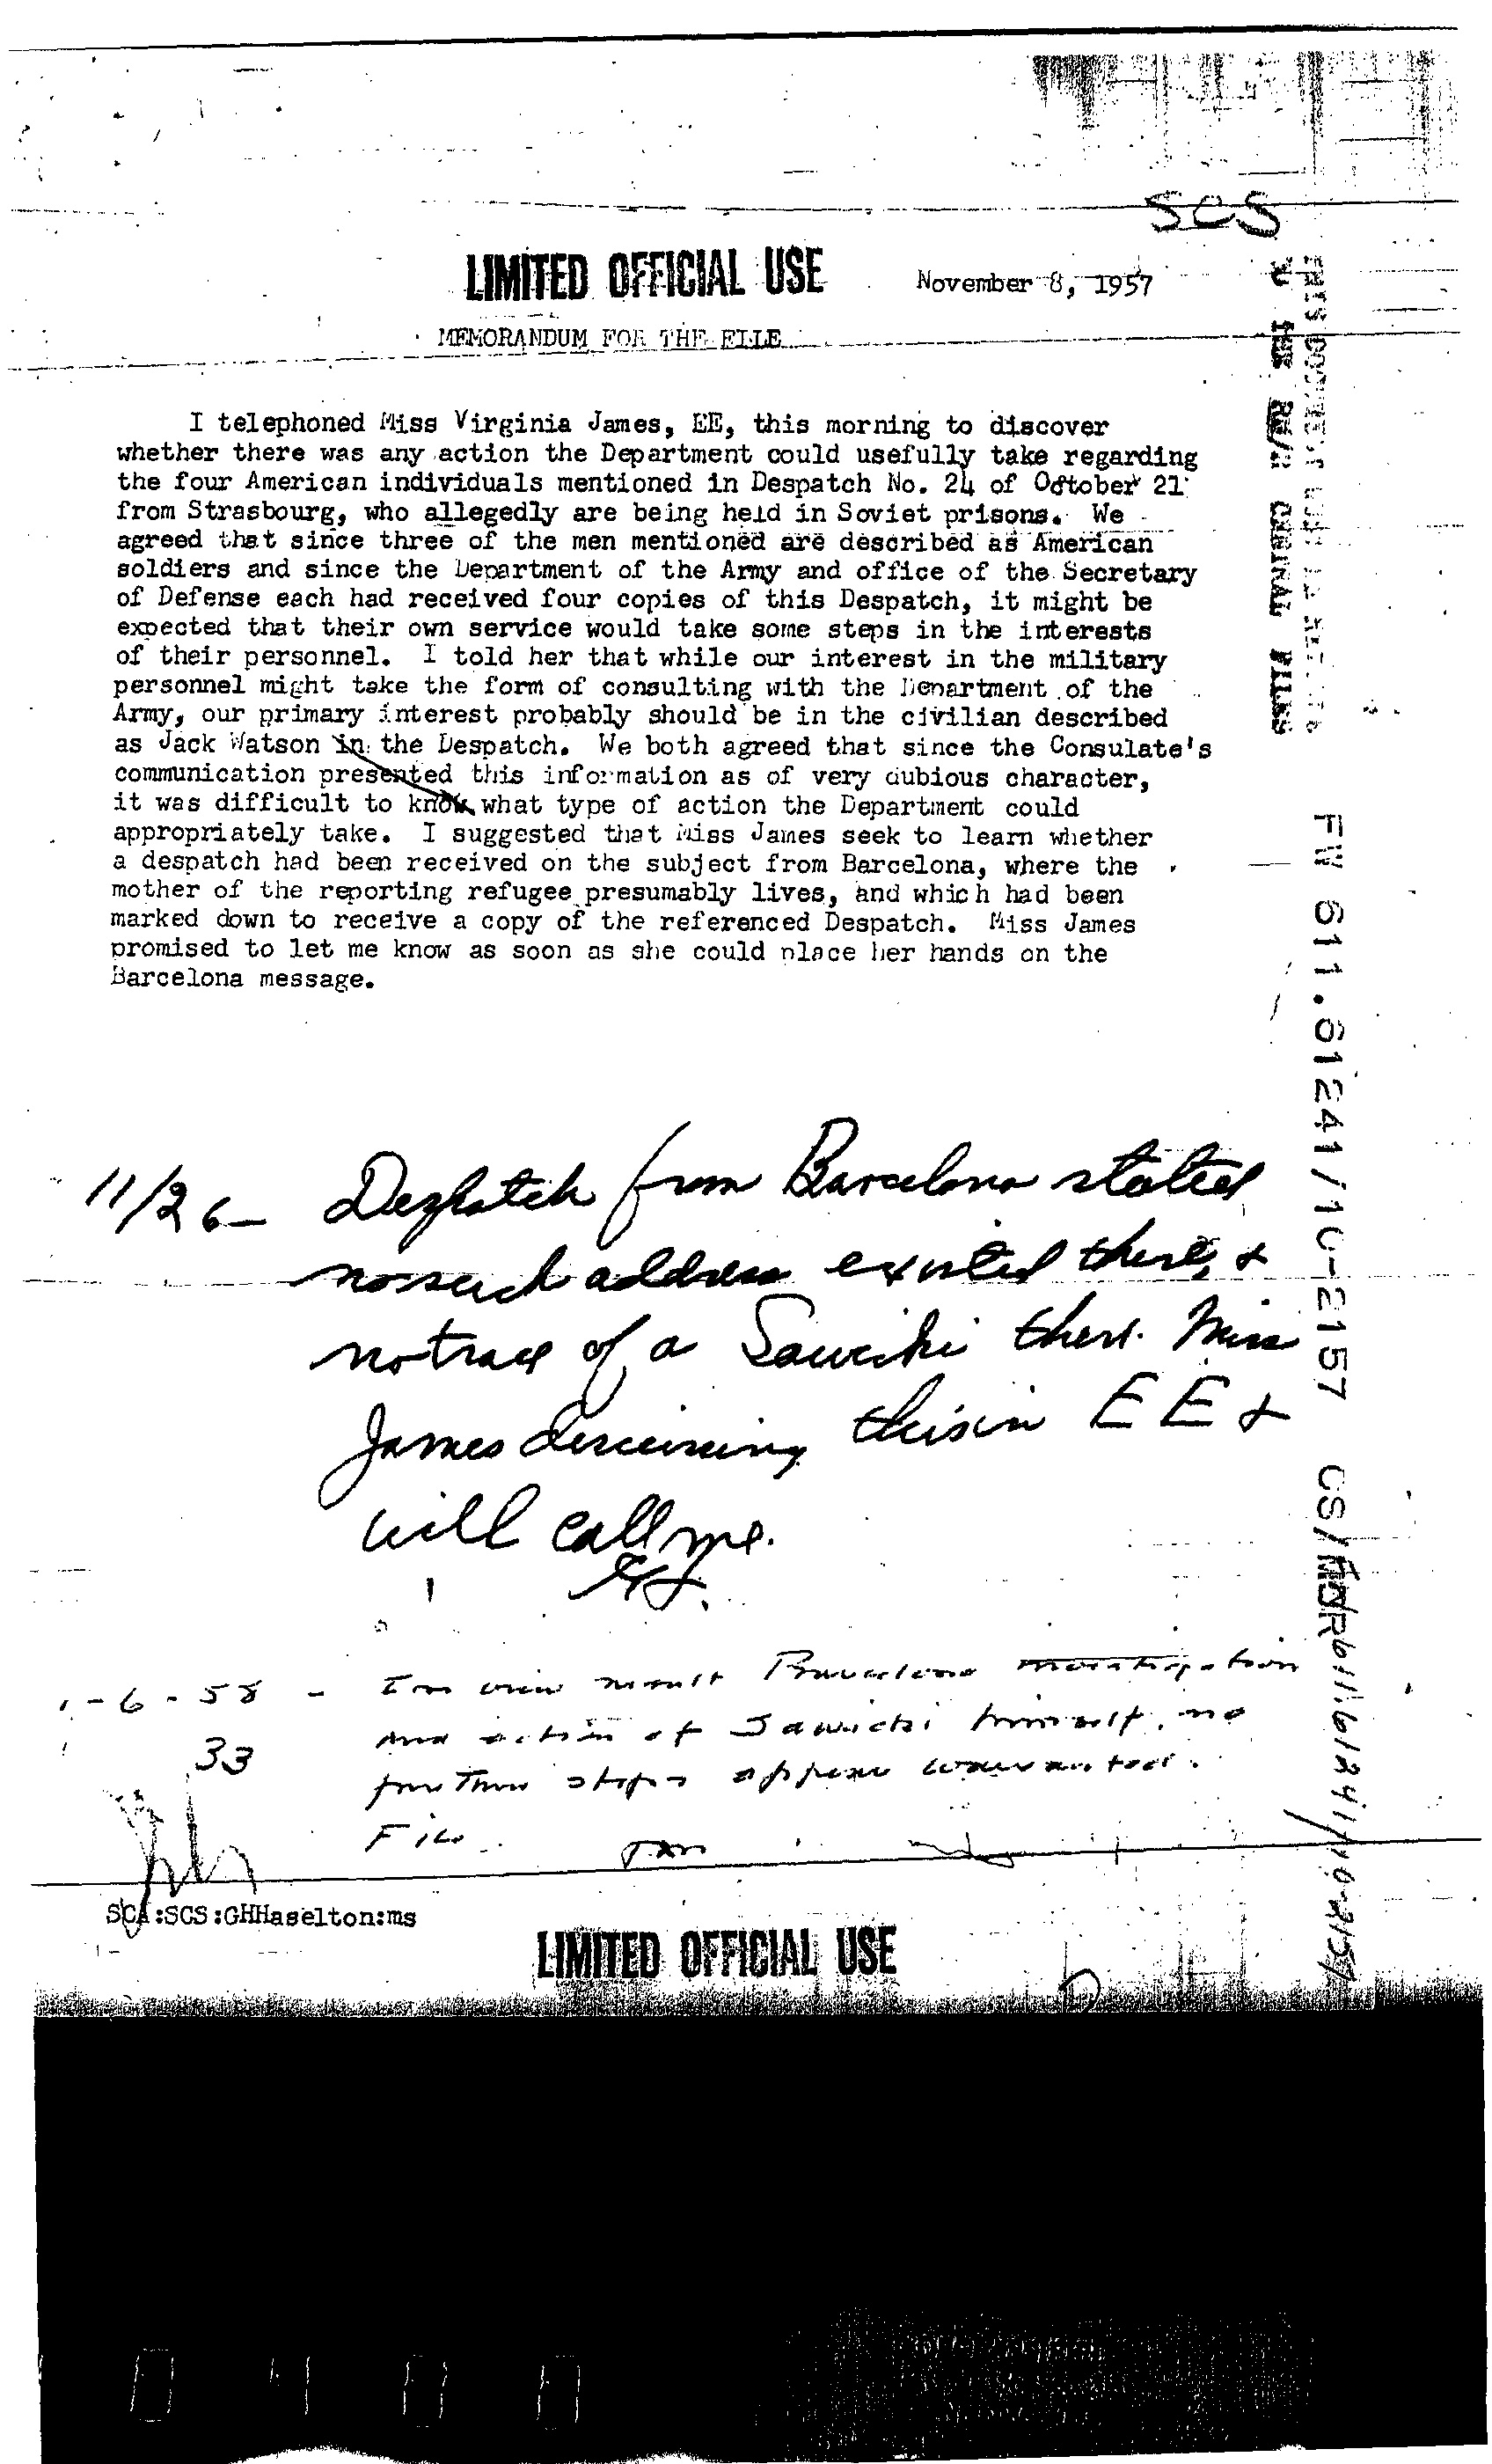 SCS
LIMITED OFFICIAL USE
November 8, 1957
MEMORANDUM FOR THE FILE
I telephoned Miss Virginia James, EE, this morning to discover
whether there was any action the Department could usefully take regarding
the four American individuals mentioned in Despatch No. 24 of October 21
from Strasbourg, who allegedly are being held in Soviet prisons. We
agreed that since three of the men mentioned are described as American
soldiers and since the Department of the Army and office of the Secretary
of Defense each had received four copies of this Despatch, it might be
expected that their own service would take some steps in the interests
of their personnel. I told her that while our interest in the military
personnel might take the form of consulting with the Department of the
Army, our primary interest probably should be in the civilian described
as Jack Watson in the Despatch. We both agreed that since the Consulate's
communication presented this information as of very dubious character,
it was difficult to know what type of action the Department could
appropriately take. I suggested that Miss James seek to learn whether
a despatch had been received on the subject from Barcelona, where the
mother of the reporting refugee presumably lives, and which had been
marked down to receive a copy of the referenced Despatch. Miss James
promised to let me know as soon as she could place her hands on the
Barcelona message.
11/26 - Despatch from Barcelona stated
no such address existed there, &
no trace of a Sawicki there. Miss
James discussing this in EE &
will call me.
1-6-58 - In view result Barcelona investigation
and action of Sawicki himself, no
further steps appear warranted.
33
File.
SCA:SCS:GHHaselton:ms
LIMITED OFFICIAL USE
FW 611.61241/10-2157
CS/
611.61241/10-2157
0400